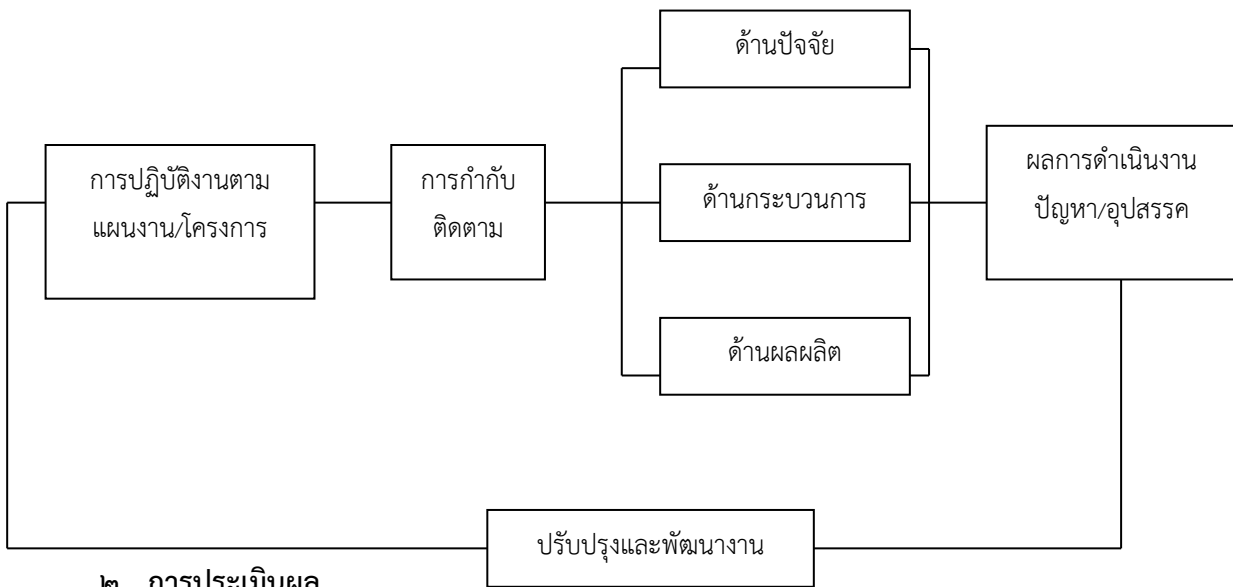 ด้านปัจจัย
การปฏิบัติงานตาม
แผนงาน/โครงการ
การกำกับ
ติดตาม
ด้านกระบวนการ
ผลการดำเนินงาน
ปัญหา/อุปสรรค
ด้านผลผลิต
ปรับปรุงและพัฒนางาน
๒ การประเมินผล